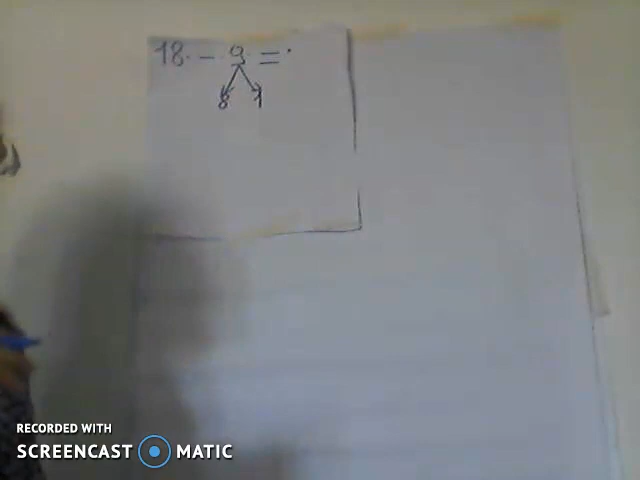 18 - 9 =
8 1
RECORDED WITH
SCREENCAST MATIC